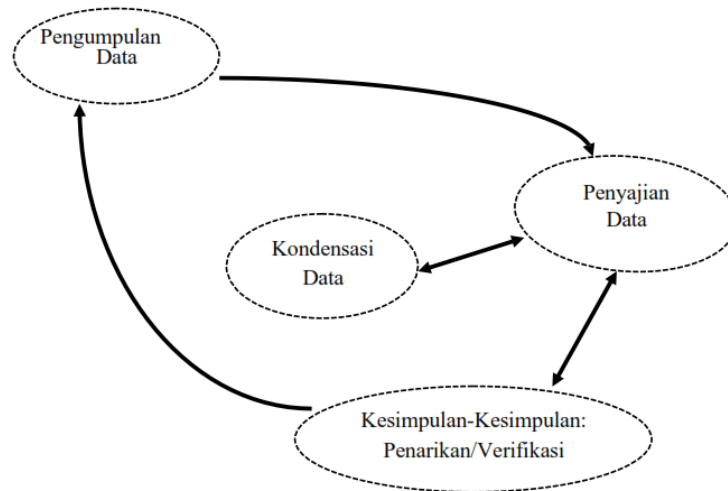 Pengumpulan
Data
Penyajian
Data
Kondensasi
Data
Kesimpulan-Kesimpulan:
Penarikan/Verifikasi